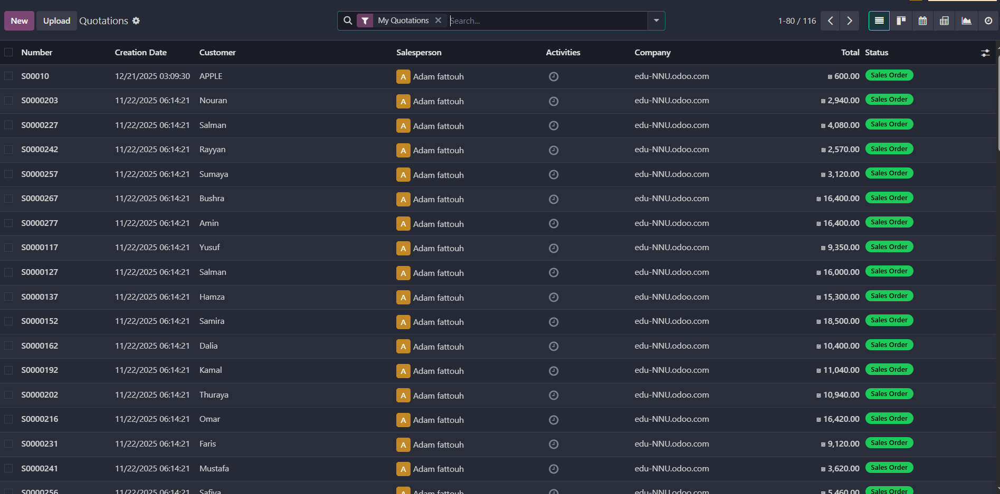 New Upload Quotations My Quotations Search... 1-80 / 116
Number Creation Date Customer Salesperson Activities Company Total Status
S00010 12/21/2025 03:09:30 APPLE A Adam fattouh edu-NNU.odoo.com ₪ 600.00 Sales Order
S0000203 11/22/2025 06:14:21 Nouran A Adam fattouh edu-NNU.odoo.com ₪ 2,940.00 Sales Order
S0000227 11/22/2025 06:14:21 Salman A Adam fattouh edu-NNU.odoo.com ₪ 4,080.00 Sales Order
S0000242 11/22/2025 06:14:21 Rayyan A Adam fattouh edu-NNU.odoo.com ₪ 2,570.00 Sales Order
S0000257 11/22/2025 06:14:21 Sumaya A Adam fattouh edu-NNU.odoo.com ₪ 3,120.00 Sales Order
S0000267 11/22/2025 06:14:21 Bushra A Adam fattouh edu-NNU.odoo.com ₪ 16,400.00 Sales Order
S0000277 11/22/2025 06:14:21 Amin A Adam fattouh edu-NNU.odoo.com ₪ 16,400.00 Sales Order
S0000117 11/22/2025 06:14:21 Yusuf A Adam fattouh edu-NNU.odoo.com ₪ 9,350.00 Sales Order
S0000127 11/22/2025 06:14:21 Salman A Adam fattouh edu-NNU.odoo.com ₪ 16,000.00 Sales Order
S0000137 11/22/2025 06:14:21 Hamza A Adam fattouh edu-NNU.odoo.com ₪ 15,300.00 Sales Order
S0000152 11/22/2025 06:14:21 Samira A Adam fattouh edu-NNU.odoo.com ₪ 18,500.00 Sales Order
S0000162 11/22/2025 06:14:21 Dalia A Adam fattouh edu-NNU.odoo.com ₪ 10,400.00 Sales Order
S0000192 11/22/2025 06:14:21 Kamal A Adam fattouh edu-NNU.odoo.com ₪ 11,040.00 Sales Order
S0000202 11/22/2025 06:14:21 Thuraya A Adam fattouh edu-NNU.odoo.com ₪ 10,940.00 Sales Order
S0000216 11/22/2025 06:14:21 Omar A Adam fattouh edu-NNU.odoo.com ₪ 16,420.00 Sales Order
S0000231 11/22/2025 06:14:21 Faris A Adam fattouh edu-NNU.odoo.com ₪ 9,120.00 Sales Order
S0000241 11/22/2025 06:14:21 Mustafa A Adam fattouh edu-NNU.odoo.com ₪ 3,620.00 Sales Order
S0000256 11/22/2025 06:14:21 Safiya A Adam fattouh edu-NNU.odoo.com ₪ 5,460.00 Sales Order